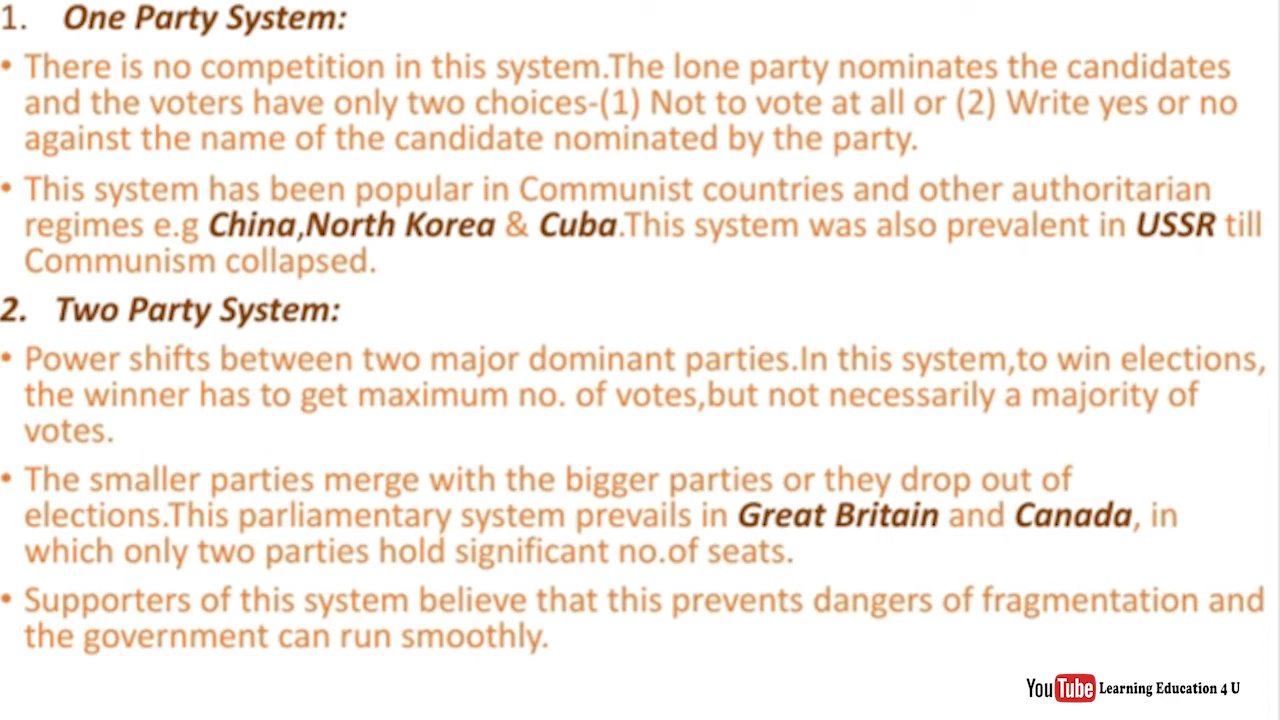 1. One Party System:
• There is no competition in this system.The lone party nominates the candidates
and the voters have only two choices-(1) Not to vote at all or (2) Write yes or no
against the name of the candidate nominated by the party.
• This system has been popular in Communist countries and other authoritarian
regimes e.g China,North Korea & Cuba.This system was also prevalent in USSR till
Communism collapsed.
2. Two Party System:
• Power shifts between two major dominant parties.In this system,to win elections,
the winner has to get maximum no. of votes,but not necessarily a majority of
votes.
• The smaller parties merge with the bigger parties or they drop out of
elections.This parliamentary system prevails in Great Britain and Canada, in
which only two parties hold significant no.of seats.
• Supporters of this system believe that this prevents dangers of fragmentation and
the government can run smoothly.
YouTube Learning Education 4 U